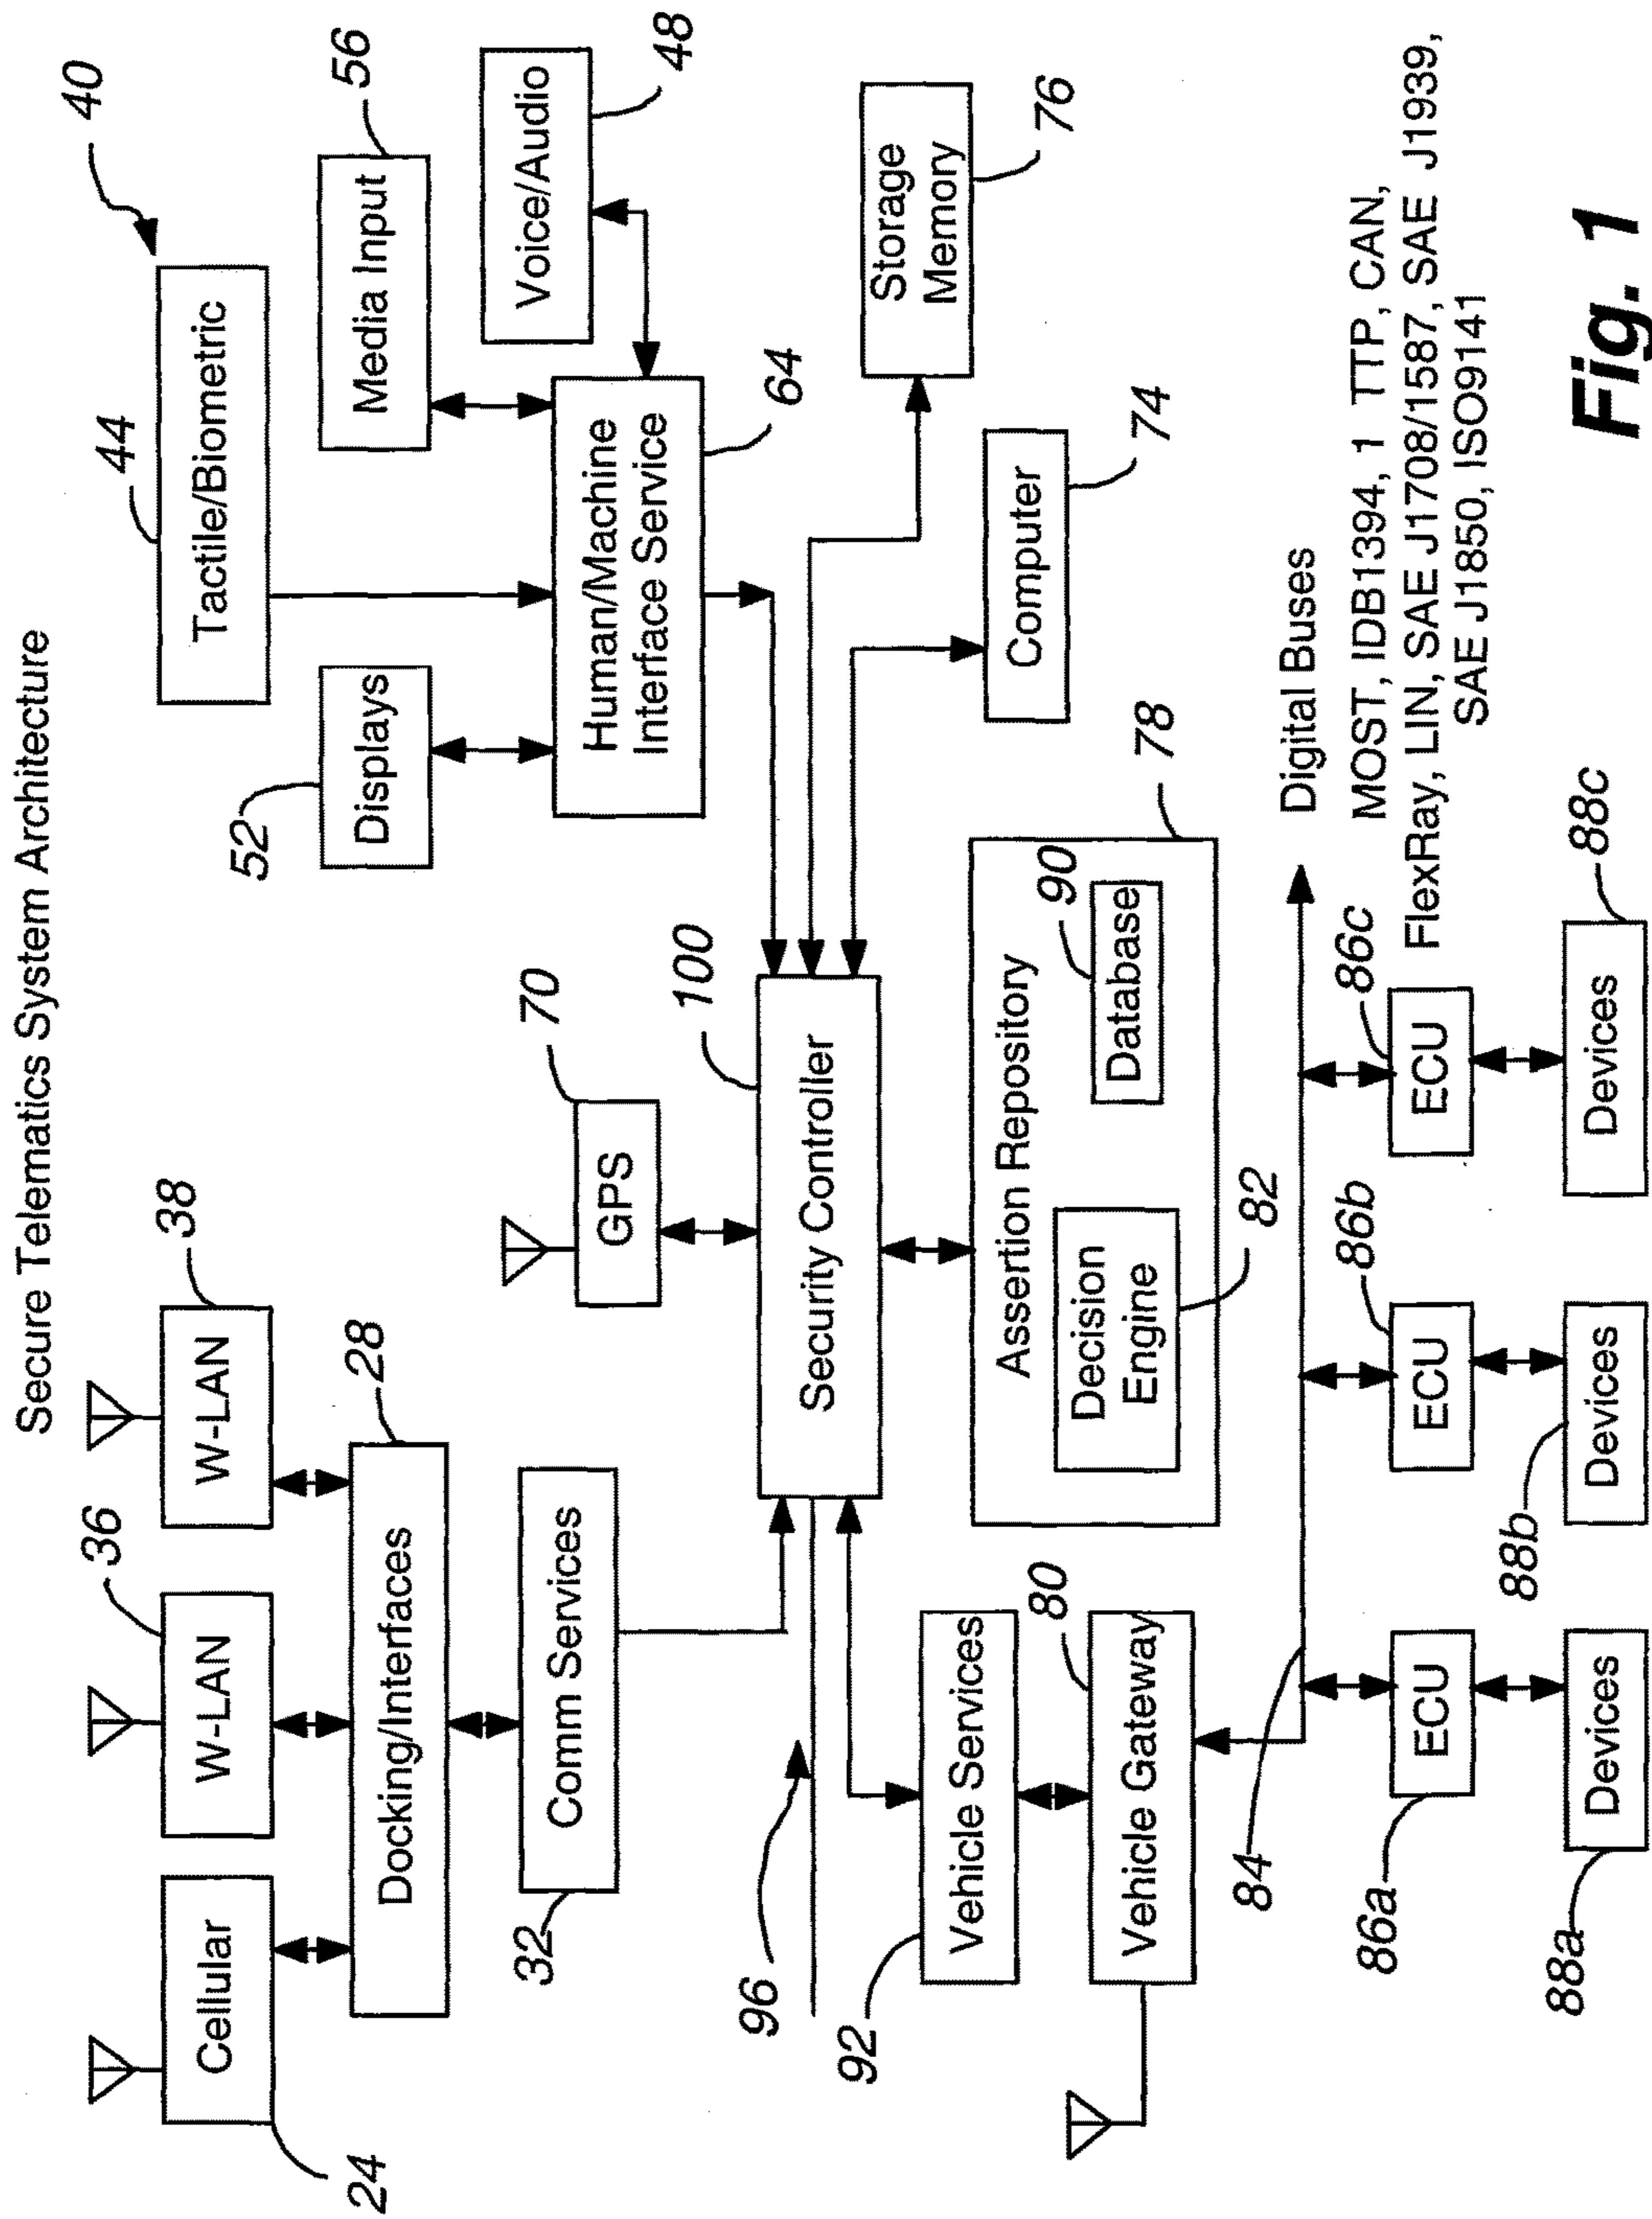 Secure Telematics System Architecture
40
36
38
44
Cellular
W-LAN
W-LAN
Tactile/Biometric
24
28
52
56
Docking/Interfaces
Displays
Media Input
70
48
Comm Services
GPS
Voice/Audio
32
Human/Machine
Interface Service
64
100
96
Security Controller
Storage
Memory
76
92
Vehicle Services
80
Computer
74
Vehicle Gateway
Assertion Repository
78
Decision
Engine
82
90
Database
84
Digital Buses
MOST, IDB1394, 1 TTP, CAN,
FlexRay, LIN, SAE J1708/1587, SAE J1939,
SAE J1850, ISO9141
86a
ECU
86b
ECU
86c
ECU
88a
Devices
88b
Devices
88c
Devices
Fig. 1